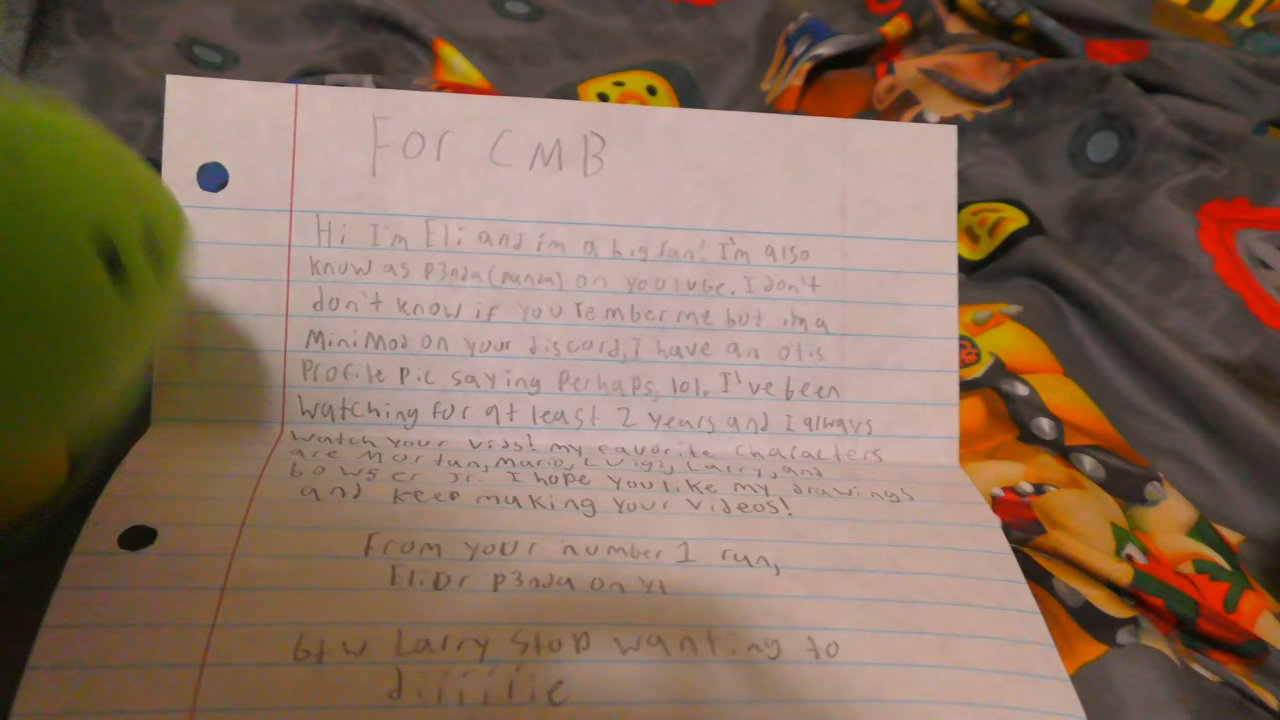 For CMB
Hi I'm Eli and im a big fan! I'm also
know as p3nda(panda) on youtube. I don't
don't know if you remember me but im a
MiniMod on your discord, I have an otis
Profile pic saying Perhaps, lol. I've been
watching for at least 2 years and I always
watch your vids! my favorite characters
are Mortan, Mario, Luigi, Larry, and
bowser Jr. I hope you like my drawings
and keep making your videos!
From your number 1 fan,
Eli Or p3nda on yt
btw Larry stop wanting to
diiiiiie